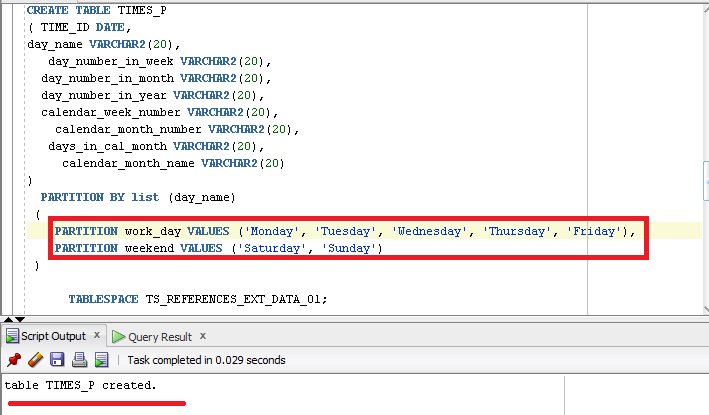 CREATE TABLE TIMES_P
( TIME_ID DATE,
day_name VARCHAR2(20),
day_number_in_week VARCHAR2(20),
day_number_in_month VARCHAR2(20),
day_number_in_year VARCHAR2(20),
calendar_week_number VARCHAR2(20),
calendar_month_number VARCHAR2(20),
days_in_cal_month VARCHAR2(20),
calendar_month_name VARCHAR2(20)
)
PARTITION BY list (day_name)
(
PARTITION work_day VALUES ('Monday', 'Tuesday', 'Wednesday', 'Thursday', 'Friday'),
PARTITION weekend VALUES ('Saturday', 'Sunday')
)
TABLESPACE TS_REFERENCES_EXT_DATA_01;
Script Output x Query Result x
Task completed in 0.029 seconds
table TIMES_P created.